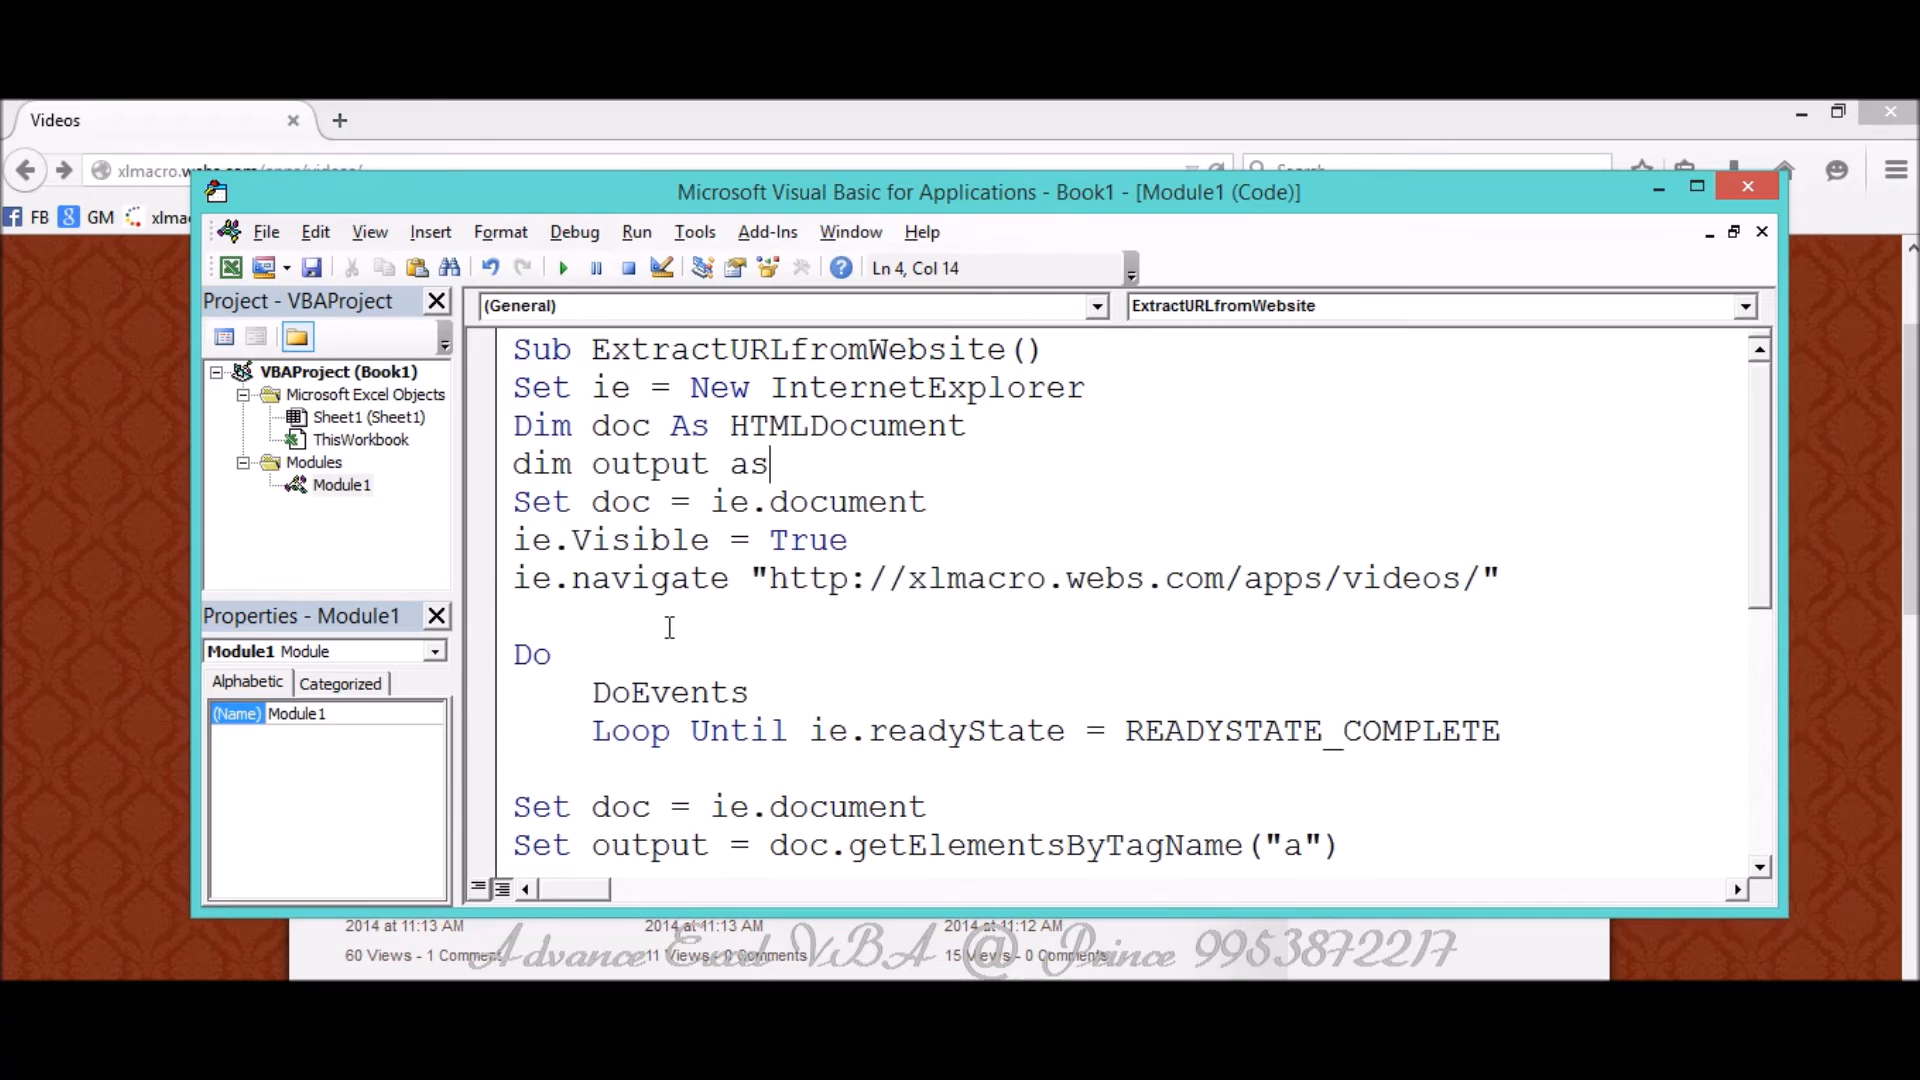 Videos
xlmacro.webs.com/apps/videos/
Search
FB
GM
xlmac
Microsoft Visual Basic for Applications - Book1 - [Module1 (Code)]
File Edit View Insert Format Debug Run Tools Add-Ins Window Help
Ln 4, Col 14
Project - VBAProject
VBAProject (Book1)
Microsoft Excel Objects
Sheet1 (Sheet1)
ThisWorkbook
Modules
Module1
Properties - Module1
Module1 Module
Alphabetic Categorized
(Name) Module1
(General)
ExtractURLfromWebsite
Sub ExtractURLfromWebsite()
Set ie = New InternetExplorer
Dim doc As HTMLDocument
dim output as
Set doc = ie.document
ie.Visible = True
ie.navigate "http://xlmacro.webs.com/apps/videos/"
Do
DoEvents
Loop Until ie.readyState = READYSTATE_COMPLETE
Set doc = ie.document
Set output = doc.getElementsByTagName("a")
2014 at 11:13 AM
2014 at 11:13 AM
2014 at 11:12 AM
60 Views - 1 Comment
11 Views - 0 Comments
15 Views - 0 Comments
Advance Excel VBA @ Prince 9953872217